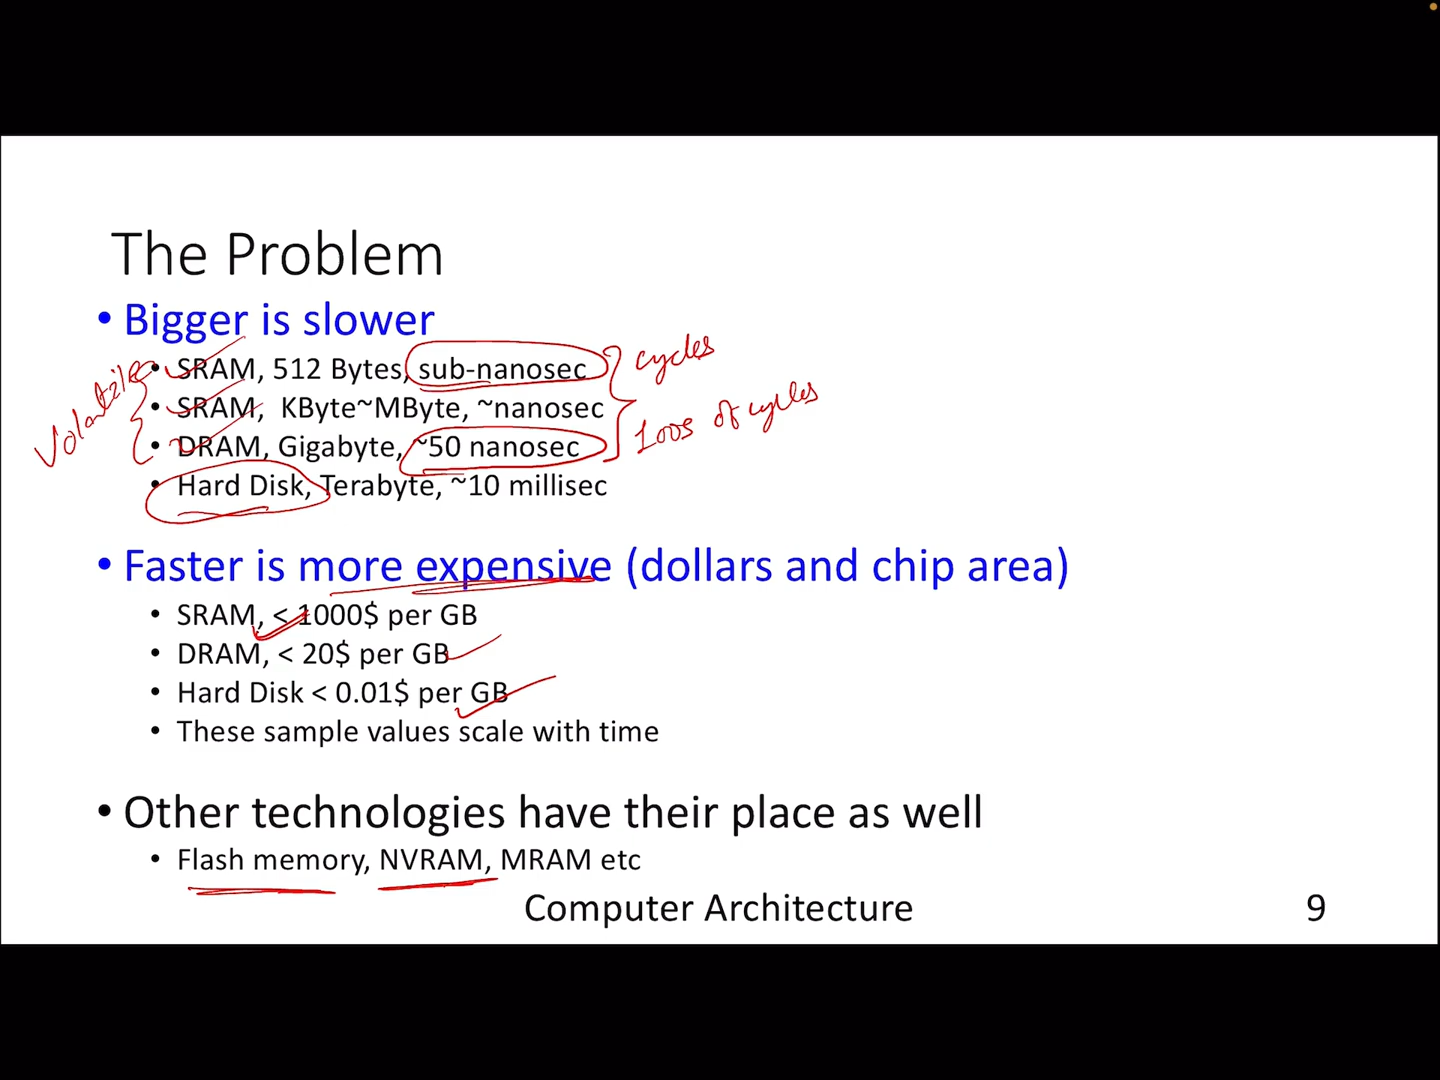 The Problem
• Bigger is slower
• SRAM, 512 Bytes, sub-nanosec
• SRAM, KByte~MByte, ~nanosec
• DRAM, Gigabyte, ~50 nanosec
• Hard Disk, Terabyte, ~10 millisec
Volatile
cycles
100s of cycles
• Faster is more expensive (dollars and chip area)
• SRAM, < 1000$ per GB
• DRAM, < 20$ per GB
• Hard Disk < 0.01$ per GB
• These sample values scale with time
• Other technologies have their place as well
• Flash memory, NVRAM, MRAM etc
Computer Architecture
9